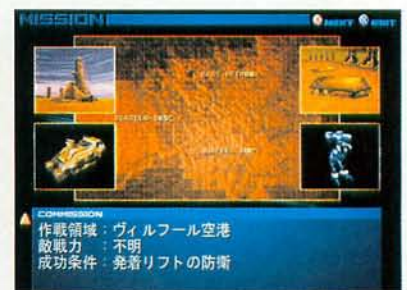 MISSION
NEXT EXIT
COMMISSION
作戦領域：ヴィルフール空港
敵戦力　：不明
成功条件：発着リフトの防衛